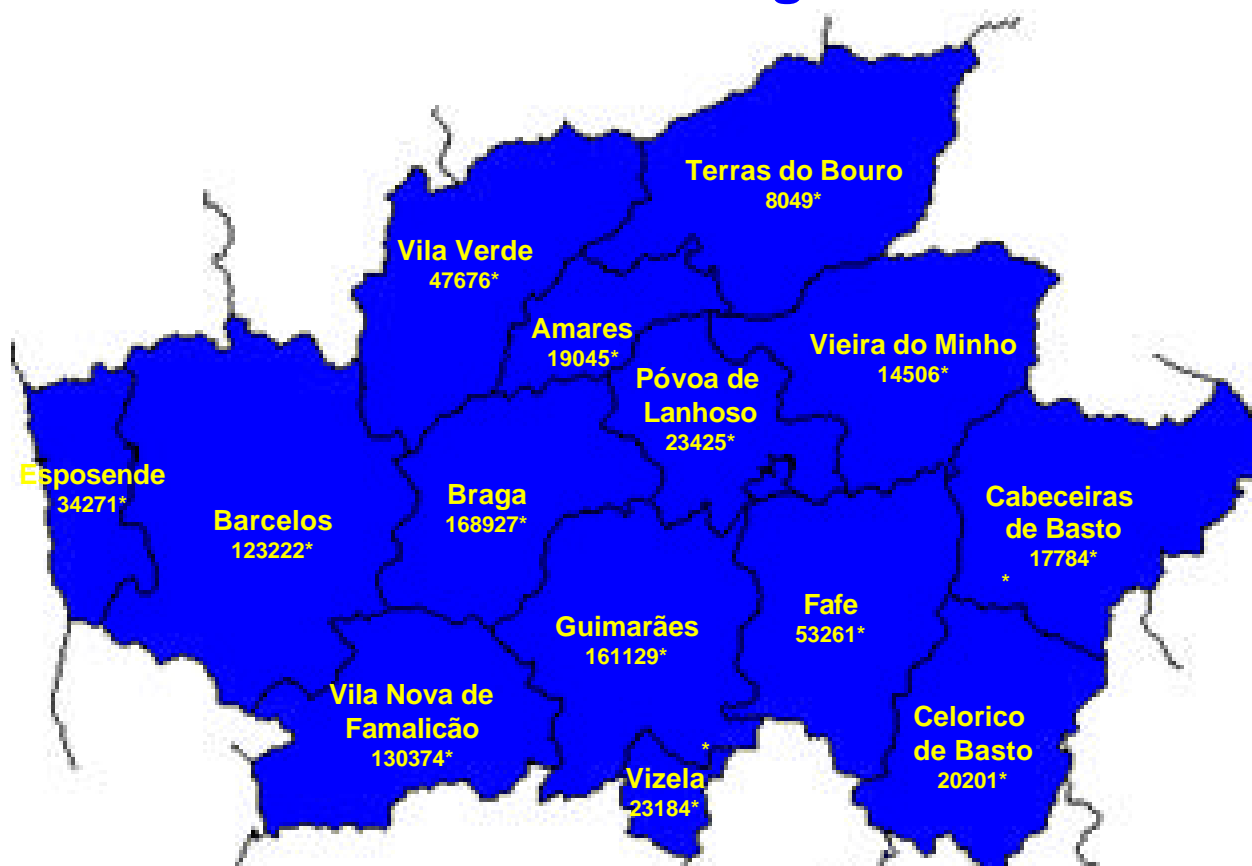 Terras do Bouro
8049*
Vila Verde
47676*
Amares
19045*
Vieira do Minho
14506*
Póvoa de
Lanhoso
23425*
Esposende
34271*
Barcelos
123222*
Braga
168927*
Cabeceiras
de Basto
17784*
*
Fafe
53261*
Guimarães
161129*
Vila Nova de
Famalicão
130374*
Celorico
de Basto
20201*
*
Vizela
23184*